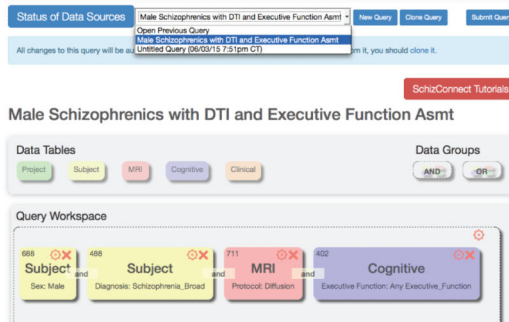 Status of Data Sources
Male Schizophrenics with DTI and Executive Function Asmt
New Query
Clone Query
Submit Quer
Open Previous Query
Male Schizophrenics with DTI and Executive Function Asmt
Untitled Query (06/03/15 7:51pm CT)
All changes to this query will be au
om it, you should clone it.
SchizConnect Tutorials
Male Schizophrenics with DTI and Executive Function Asmt
Data Tables
Data Groups
Project
Subject
MRI
Cognitive
Clinical
AND
OR
Query Workspace
688
488
711
402
Subject and Subject and MRI and Cognitive
Sex: Male
Diagnosis: Schizophrenia_Broad
Protocol: Diffusion
Executive Function: Any Executive_Function